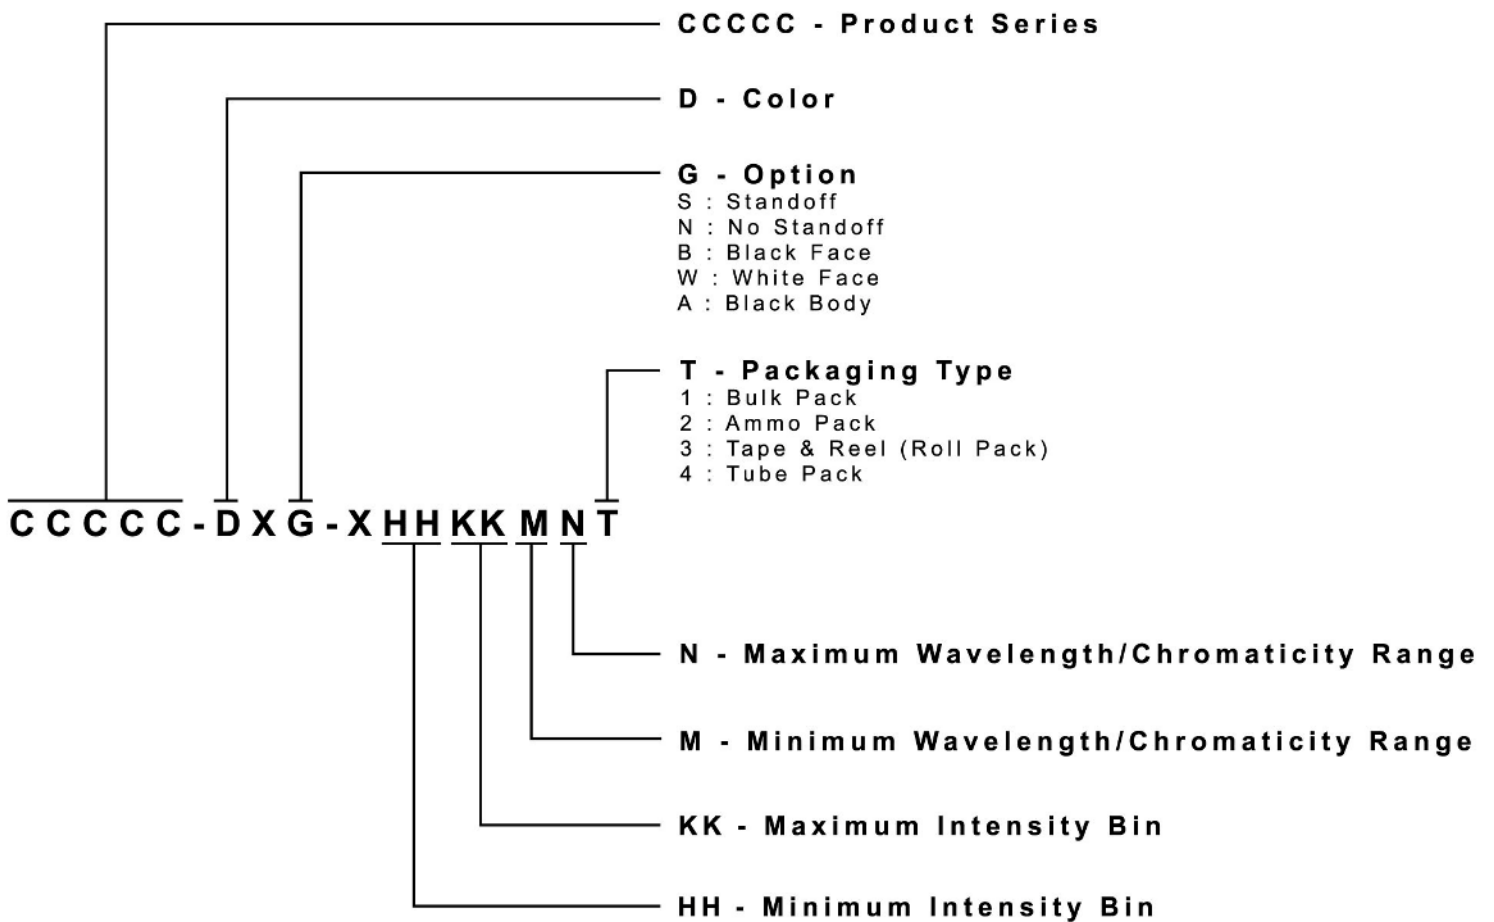 CCCCC - Product Series
D - Color
G - Option
S : Standoff
N : No Standoff
B : Black Face
W : White Face
A : Black Body
T - Packaging Type
1 : Bulk Pack
2 : Ammo Pack
3 : Tape & Reel (Roll Pack)
4 : Tube Pack
CCCCC-DXG-XHHKKMNT
N - Maximum Wavelength/Chromaticity Range
M - Minimum Wavelength/Chromaticity Range
KK - Maximum Intensity Bin
HH - Minimum Intensity Bin